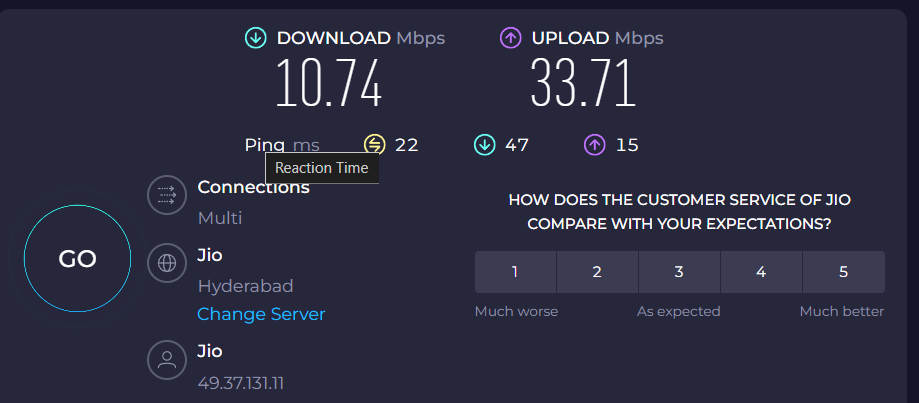 DOWNLOAD Mbps
UPLOAD Mbps
10.74
33.71
Ping ms 22 47 15
Reaction Time
Connections
Multi
Jio
Hyderabad
Change Server
Jio
49.37.131.11
GO
HOW DOES THE CUSTOMER SERVICE OF JIO
COMPARE WITH YOUR EXPECTATIONS?
1 2 3 4 5
Much worse As expected Much better